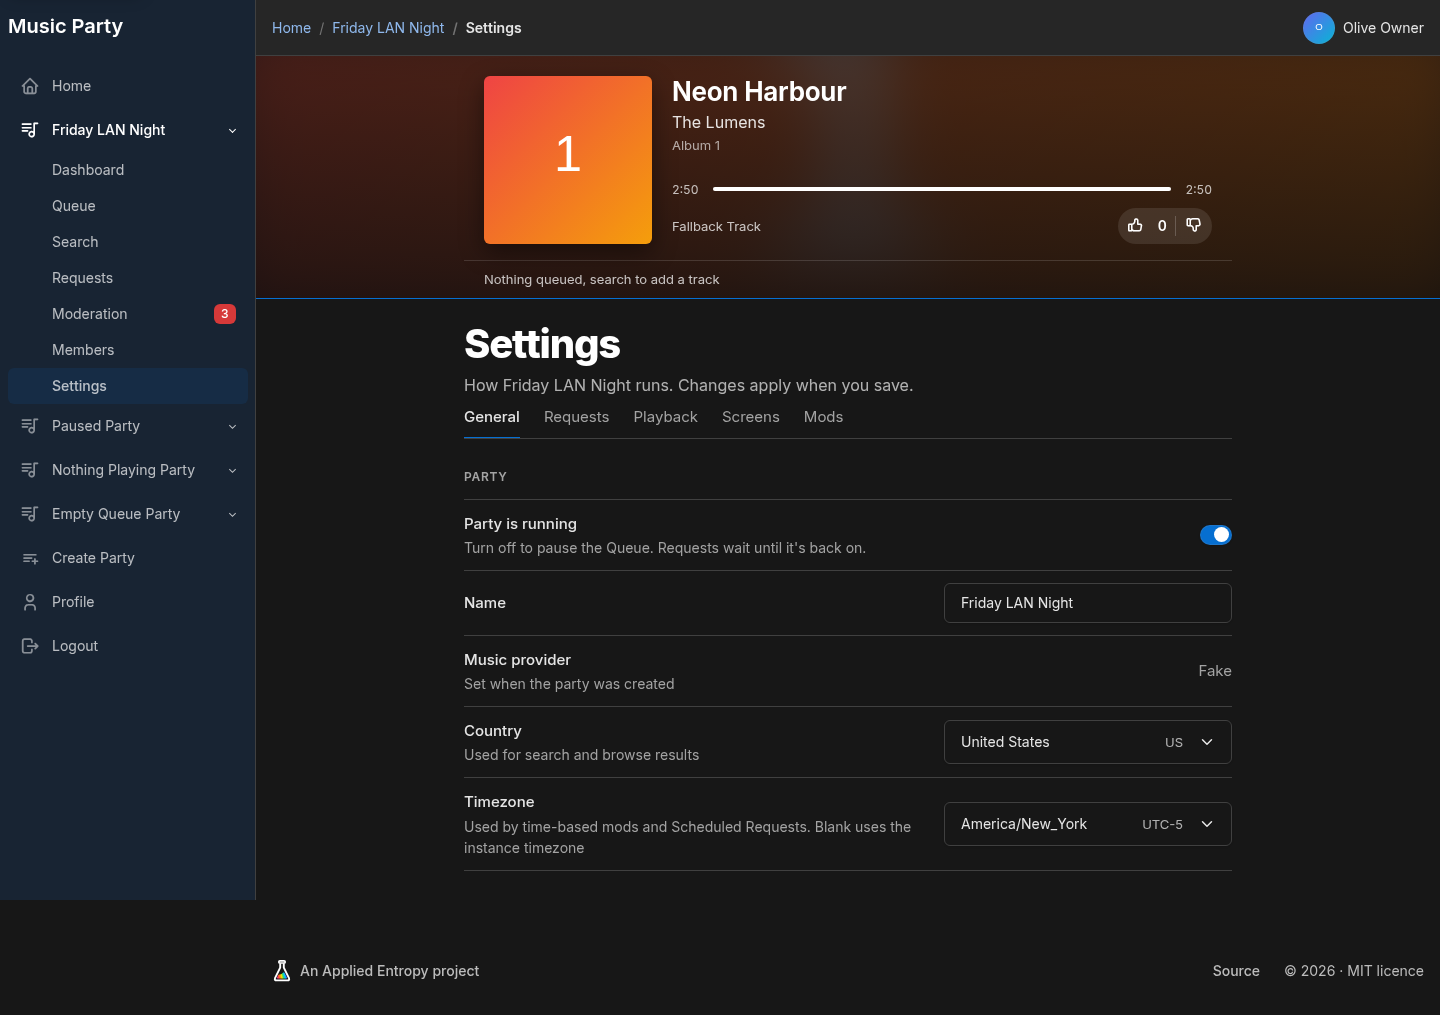 Music Party
Home / Friday LAN Night / Settings
O Olive Owner
Home
Friday LAN Night
Dashboard
Queue
Search
Requests
Moderation 3
Members
Settings
Paused Party
Nothing Playing Party
Empty Queue Party
Create Party
Profile
Logout
1
Neon Harbour
The Lumens
Album 1
2:50 2:50
Fallback Track
0
Nothing queued, search to add a track
Settings
How Friday LAN Night runs. Changes apply when you save.
General Requests Playback Screens Mods
PARTY
Party is running
Turn off to pause the Queue. Requests wait until it's back on.
Name
Friday LAN Night
Music provider
Set when the party was created
Fake
Country
Used for search and browse results
United States US
Timezone
Used by time-based mods and Scheduled Requests. Blank uses the
instance timezone
America/New_York UTC-5
An Applied Entropy project
Source © 2026 · MIT licence